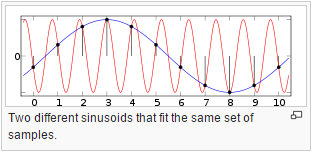 0
0 1 2 3 4 5 6 7 8 9 10
Two different sinusoids that fit the same set of
samples.